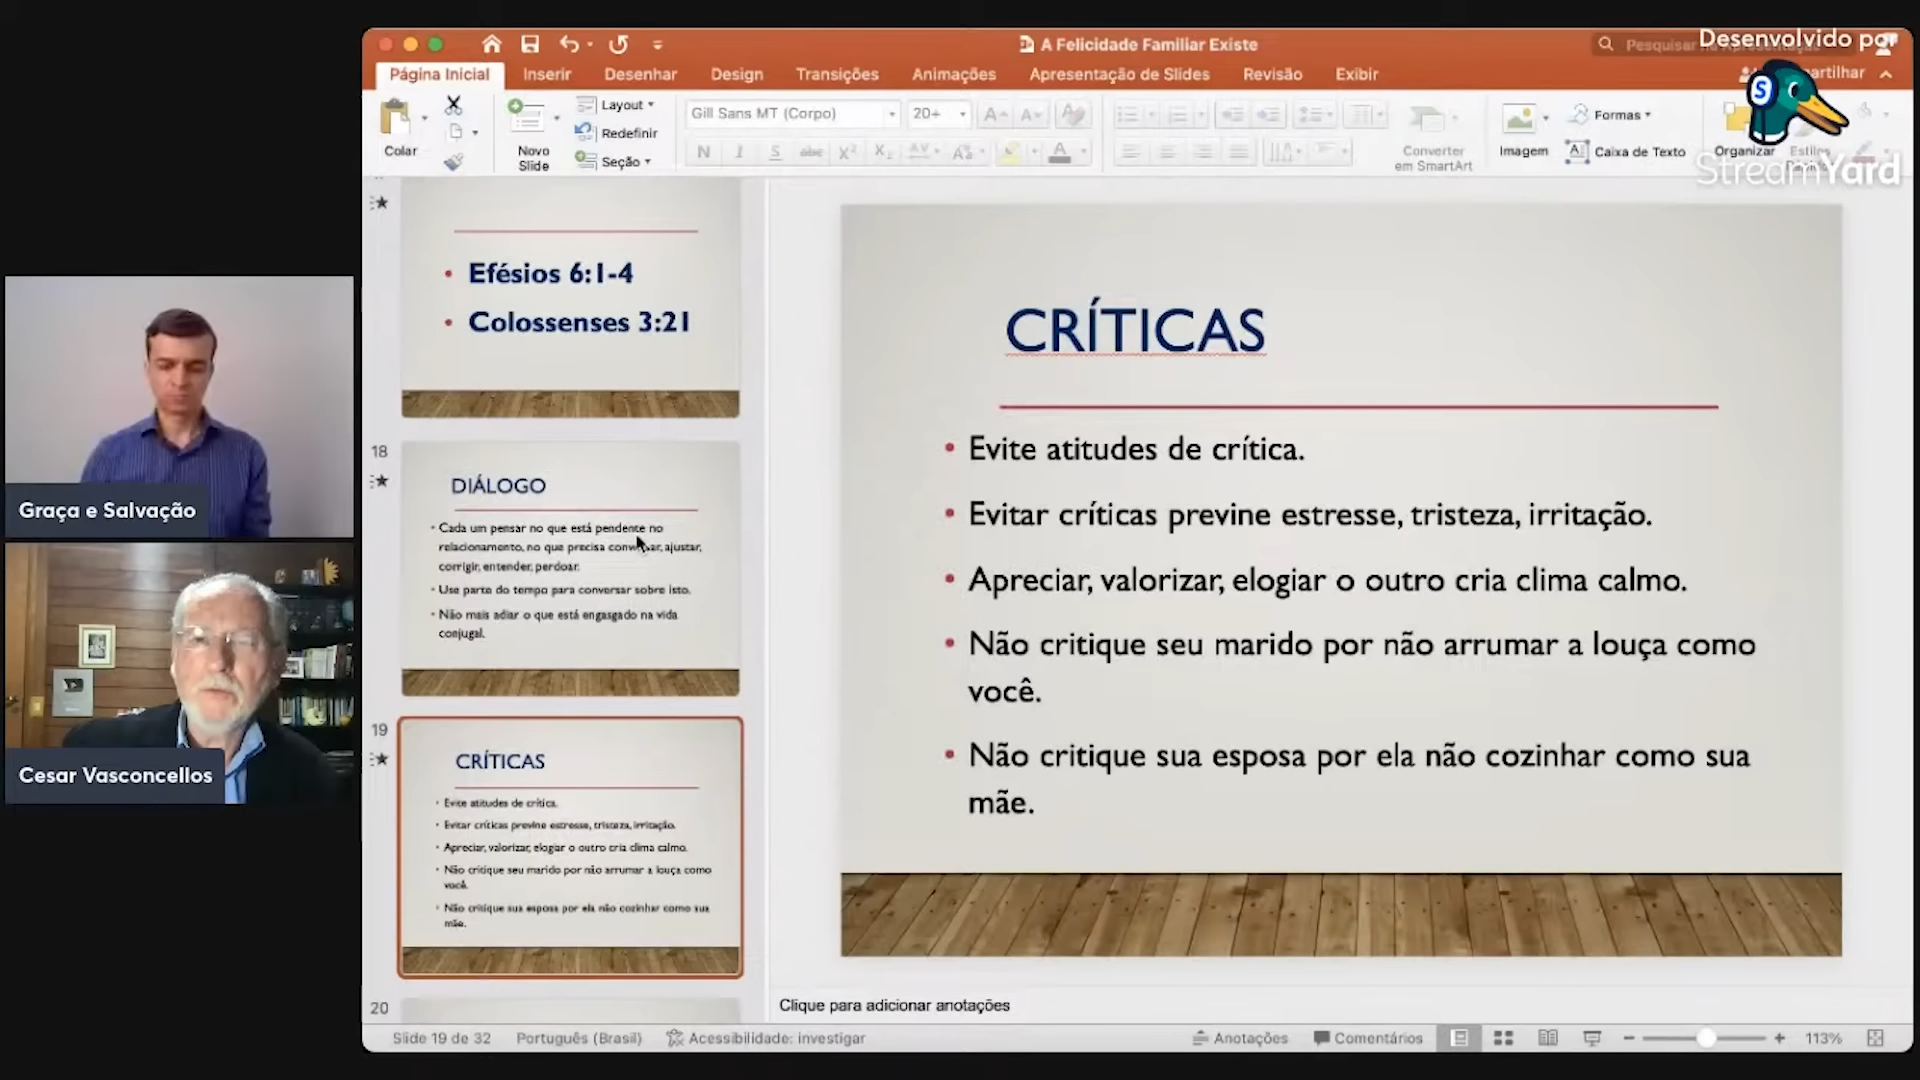 A Felicidade Familiar Existe
Desenvolvido por
StreamYard
Página Inicial
Inserir
Desenhar
Design
Transições
Animações
Apresentação de Slides
Revisão
Exibir
Colar
Novo
Slide
Layout
Redefinir
Seção
Gill Sans MT (Corpo)
20+
Converter
em SmartArt
Imagem
Formas
Caixa de Texto
Organizar
Efésios 6:1-4
Colossenses 3:21
18
DIÁLOGO
Cada um pensar no que está pendente no
relacionamento, no que precisa conversar, ajustar,
corrigir, entender, perdoar.
Use parte do tempo para conversar sobre isto.
Não mais adiar o que está engasgado na vida
conjugal.
19
CRÍTICAS
Evite atitudes de crítica.
Evitar críticas previne estresse, tristeza, irritação.
Apreciar, valorizar, elogiar o outro cria clima calmo.
Não critique seu marido por não arrumar a louça como
você.
Não critique sua esposa por ela não cozinhar como sua
mãe.
20
CRÍTICAS
Evite atitudes de crítica.
Evitar críticas previne estresse, tristeza, irritação.
Apreciar, valorizar, elogiar o outro cria clima calmo.
Não critique seu marido por não arrumar a louça como
você.
Não critique sua esposa por ela não cozinhar como sua
mãe.
Clique para adicionar anotações
Slide 19 de 32
Português (Brasil)
Acessibilidade: investigar
Anotações
Comentários
113%
Graça e Salvação
Cesar Vasconcellos